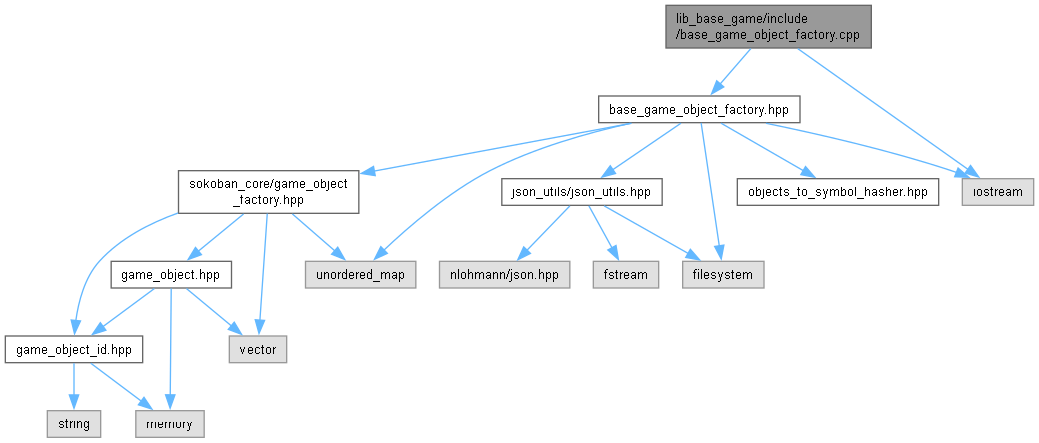 lib_base_game/include
/base_game_object_factory.cpp
base_game_object_factory.hpp
sokoban_core/game_object
_factory.hpp
json_utils/json_utils.hpp
objects_to_symbol_hasher.hpp
iostream
game_object.hpp
unordered_map
nlohmann/json.hpp
fstream
filesystem
game_object_id.hpp
vector
string
memory